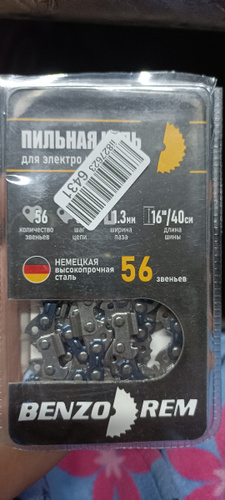 ПИЛЬНАЯ
для электро
1827623 6431
56
1.3мм
16"/40см
количество звеньев
шаг цепи
ширина паза
длина шины
НЕМЕЦКАЯ
высокопрочная
сталь
56 звеньев
BENZO REM